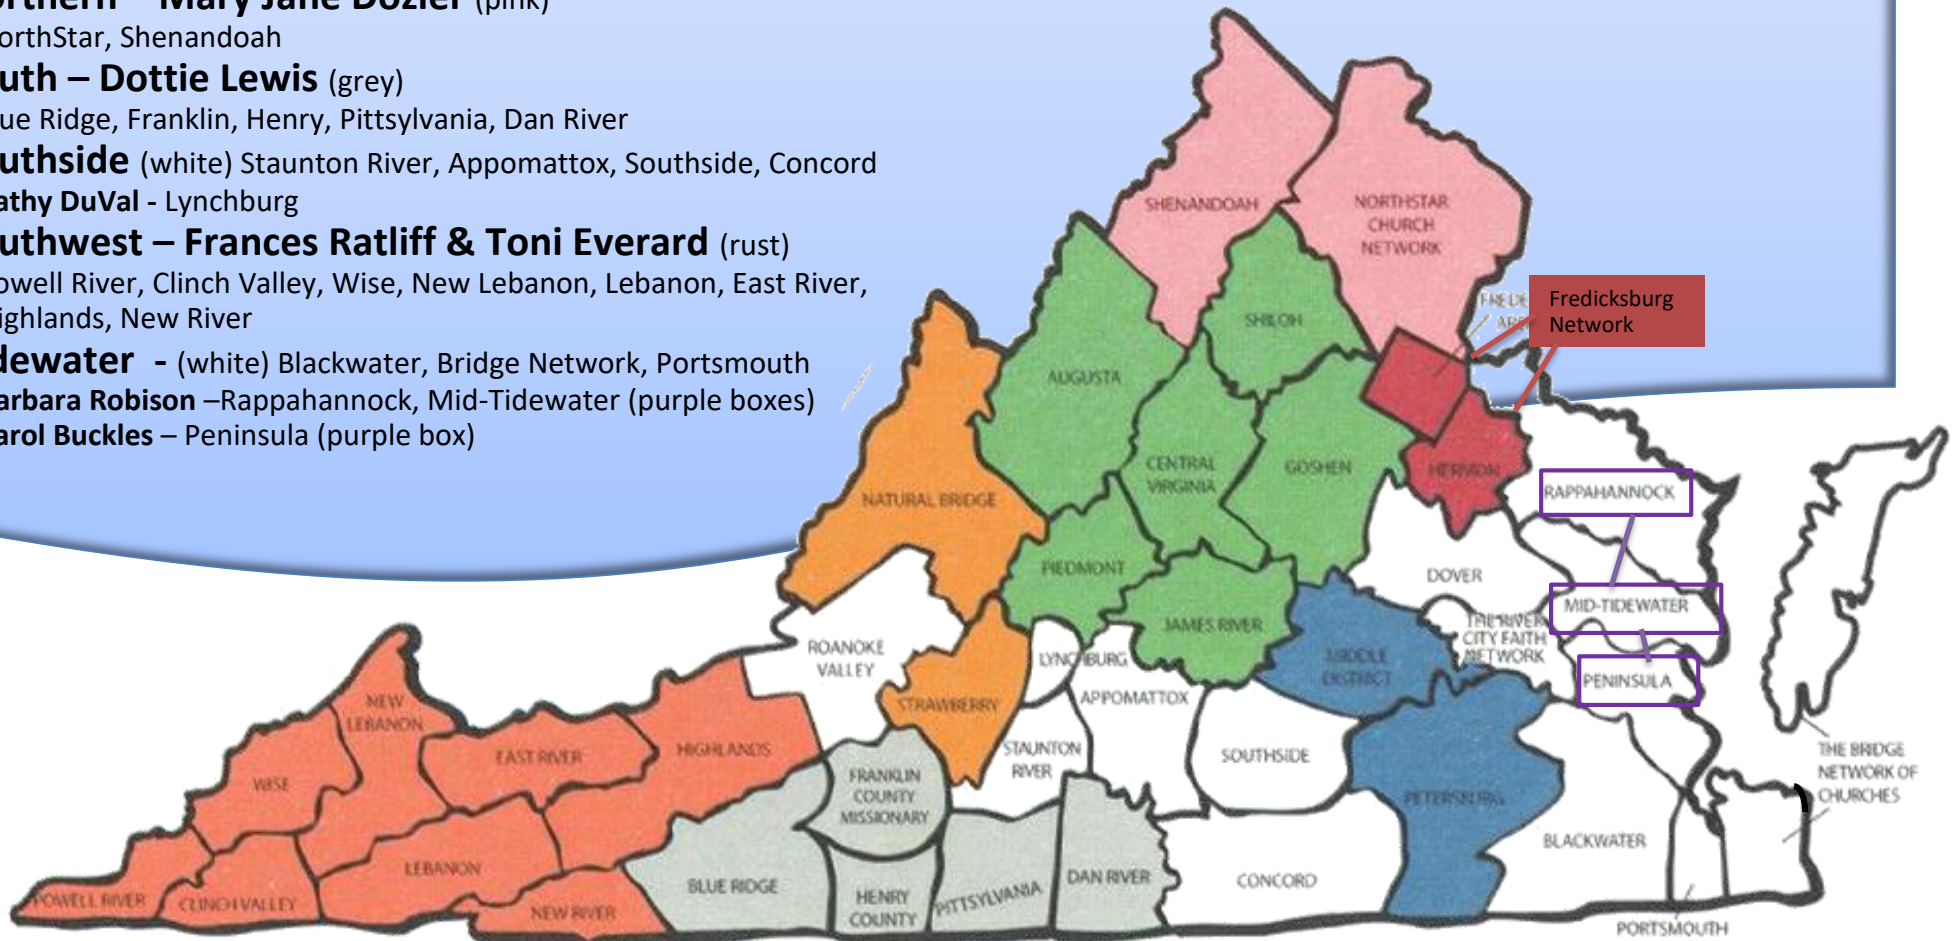 orthern – Mary Jane Dozier (pink)
orthStar, Shenandoah
uth – Dottie Lewis (grey)
ue Ridge, Franklin, Henry, Pittsylvania, Dan River
uthside (white) Staunton River, Appomattox, Southside, Concord
athy DuVal - Lynchburg
uthwest – Frances Ratliff & Toni Everard (rust)
owell River, Clinch Valley, Wise, New Lebanon, Lebanon, East River,
ighlands, New River
dewater - (white) Blackwater, Bridge Network, Portsmouth
arbara Robison –Rappahannock, Mid-Tidewater (purple boxes)
arol Buckles – Peninsula (purple box)
SHENANDOAH
NORTHSTAR
CHURCH
NETWORK
Fredicksburg
Network
SHILOH
AUGUSTA
CENTRAL
VIRGINIA
GOSHEN
HERMON
RAPPAHANNOCK
NATURAL BRIDGE
PIEDMONT
DOVER
MID-TIDEWATER
JAMES RIVER
THE RIVER
CITY FAITH
NETWORK
ROANOKE
VALLEY
LYNCHBURG
MIDDLE
DISTRICT
PENINSULA
APPOMATTOX
STRAWBERRY
NEW
LEBANON
EAST RIVER
HIGHLANDS
STAUNTON
RIVER
SOUTHSIDE
THE BRIDGE
NETWORK OF
CHURCHES
WISE
FRANKLIN
COUNTY
MISSIONARY
PETERSBURG
BLACKWATER
LEBANON
BLUE RIDGE
DAN RIVER
CONCORD
POWELL RIVER
CLINCH VALLEY
NEW RIVER
HENRY
COUNTY
PITTSYLVANIA
PORTSMOUTH